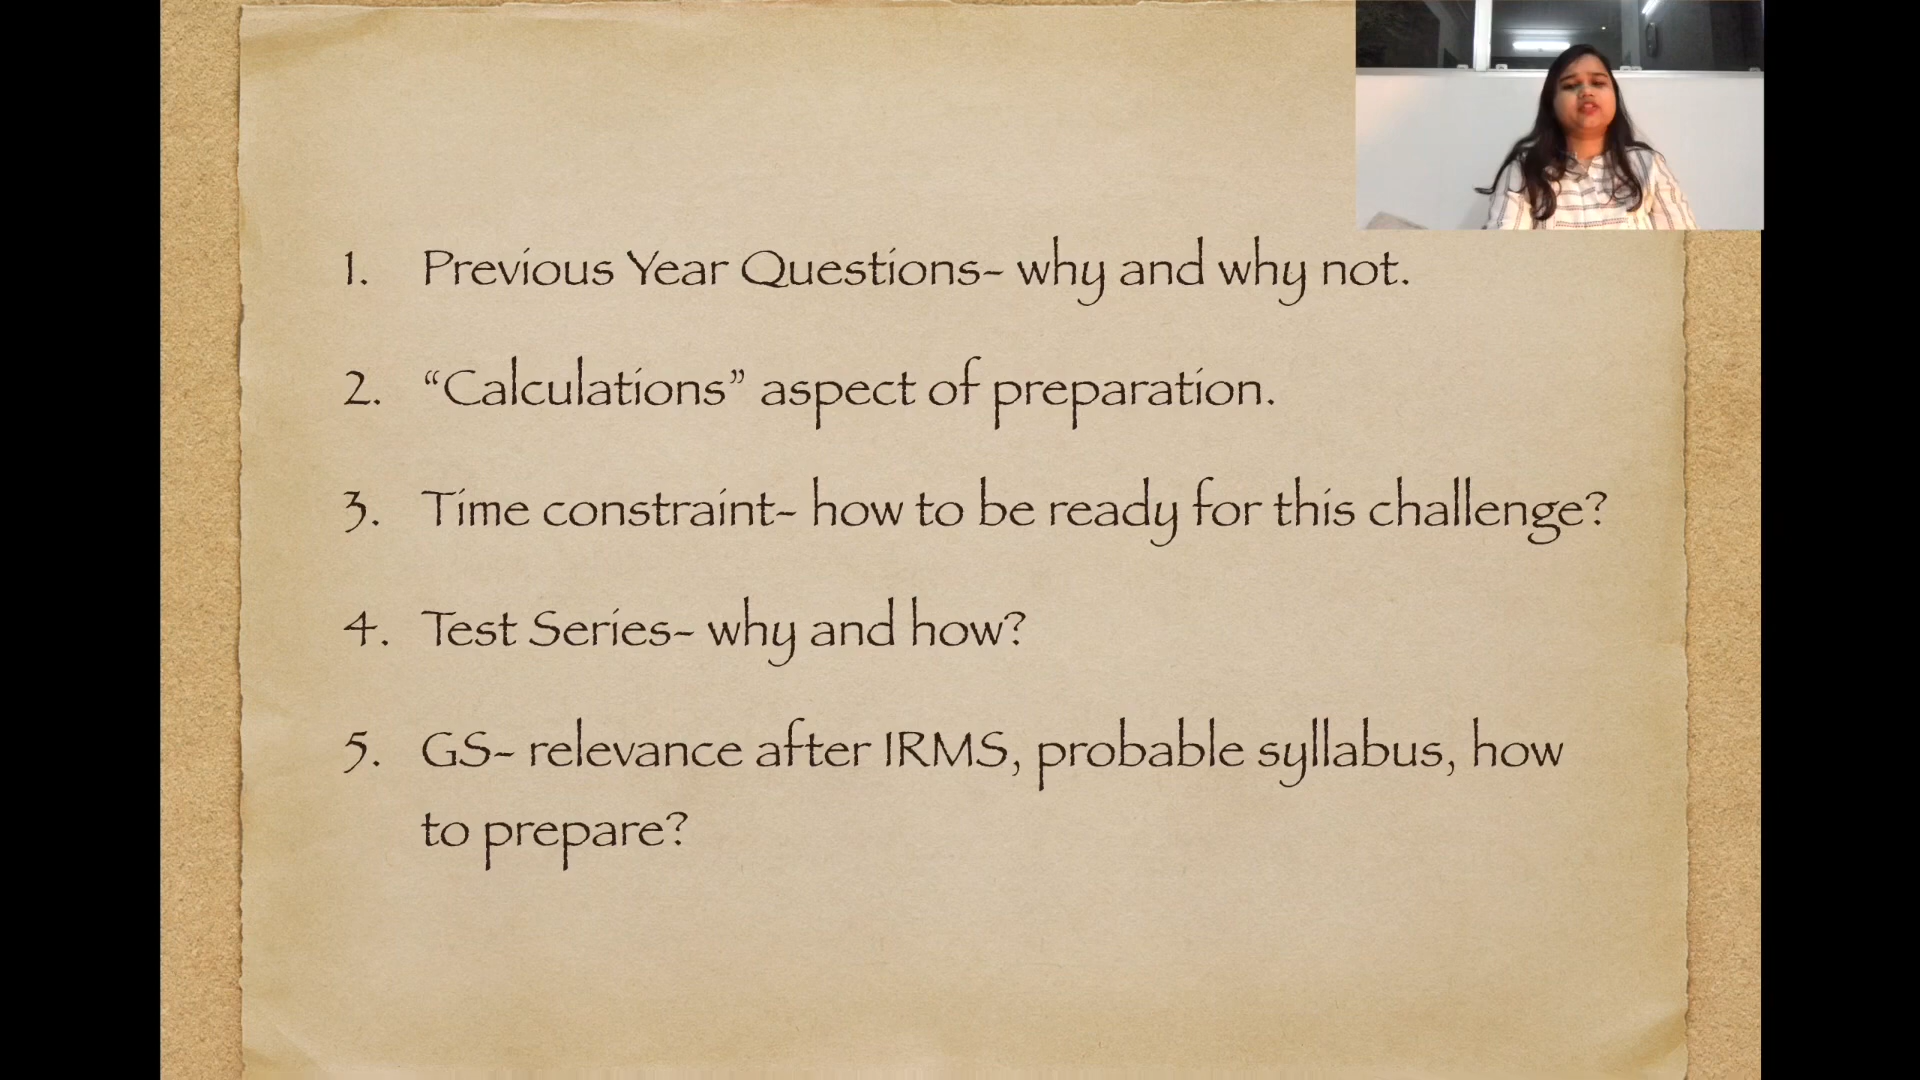 1. Previous Year Questions- why and why not.
2. “Calculations” aspect of preparation.
3. Time constraint- how to be ready for this challenge?
4. Test Series- why and how?
5. GS- relevance after IRMS, probable syllabus, how
to prepare?